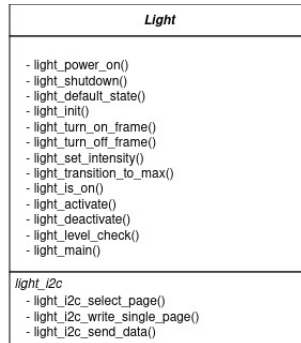 Light
- light_power_on()
- light_shutdown()
- light_default_state()
- light_init()
- light_turn_on_frame()
- light_turn_off_frame()
- light_set_intensity()
- light_transition_to_max()
- light_is_on()
- light_activate()
- light_deactivate()
- light_level_check()
- light_main()
light_i2c
- light_i2c_select_page()
- light_i2c_write_single_page()
- light_i2c_send_data()